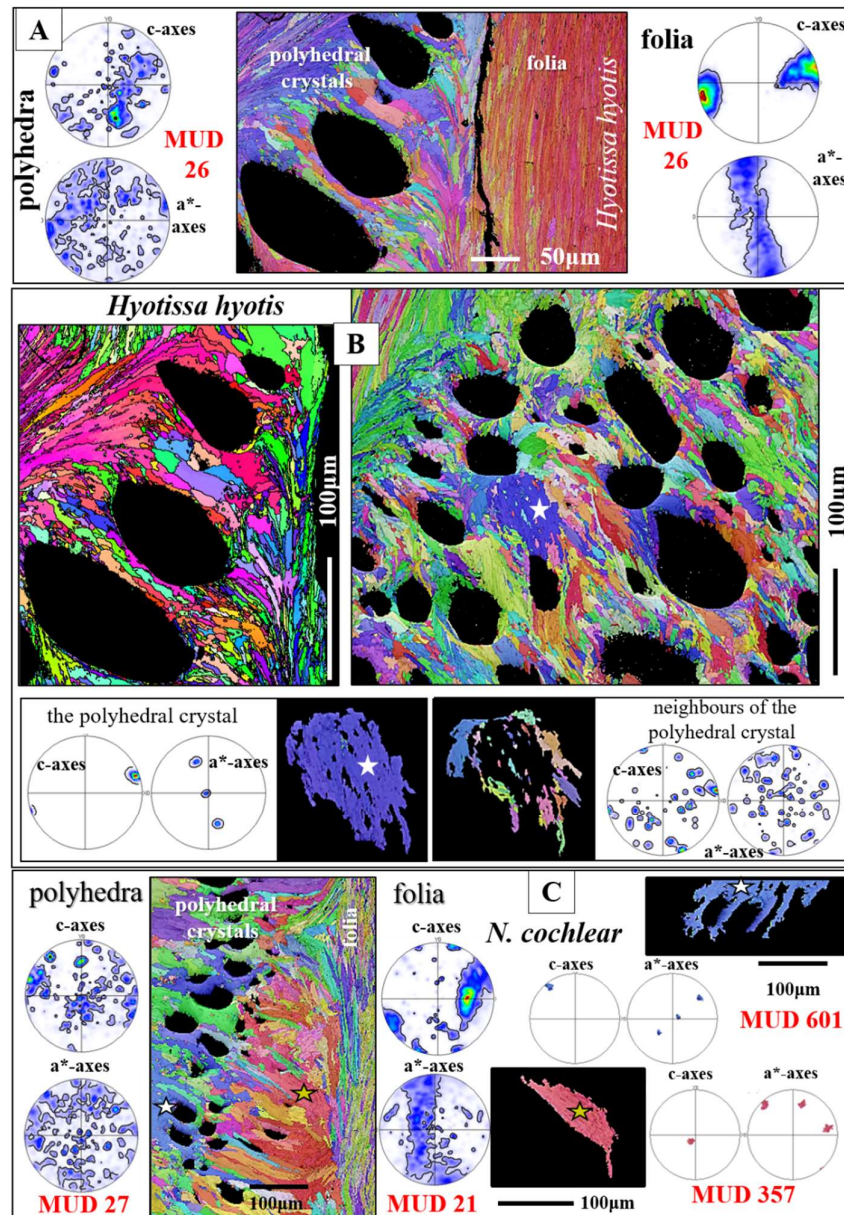 A
c-axes
polyhedra
MUD
26
a*-
axes
polyhedral
crystals
folia
Hyotissa hyotis
50µm
folia
c-axes
MUD
26
a*-
axes
Hyotissa hyotis
B
100µm
100µm
the polyhedral crystal
c-axes
a*-axes
neighbours of the
polyhedral crystal
c-axes
a*-axes
polyhedra
c-axes
a*-axes
MUD 27
polyhedral
crystals
folia
100µm
folia
c-axes
a*-axes
MUD 21
C
N. cochlear
100µm
c-axes
a*-axes
MUD 601
c-axes
a*-axes
MUD 357
100µm